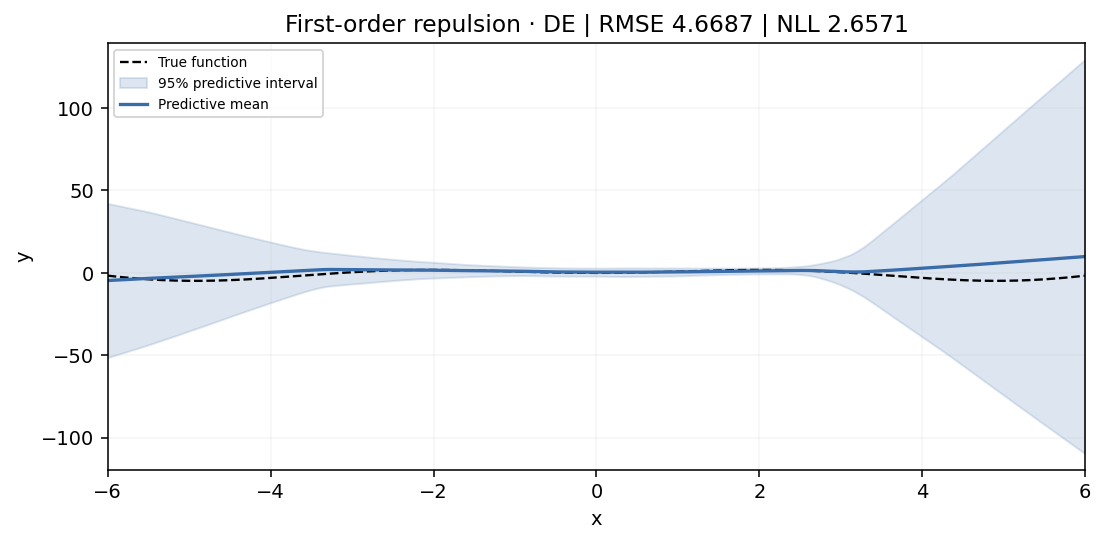 First-order repulsion · DE | RMSE 4.6687 | NLL 2.6571
True function
95% predictive interval
Predictive mean
100
50
0
−50
−100
y
−6
−4
−2
0
2
4
6
x